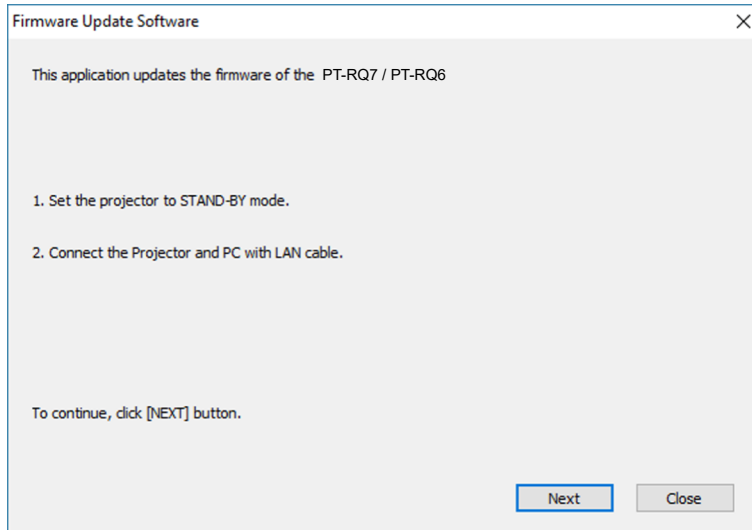 Firmware Update Software
This application updates the firmware of the PT-RQ7 / PT-RQ6
1. Set the projector to STAND-BY mode.
2. Connect the Projector and PC with LAN cable.
To continue, click [NEXT] button.
Next
Close